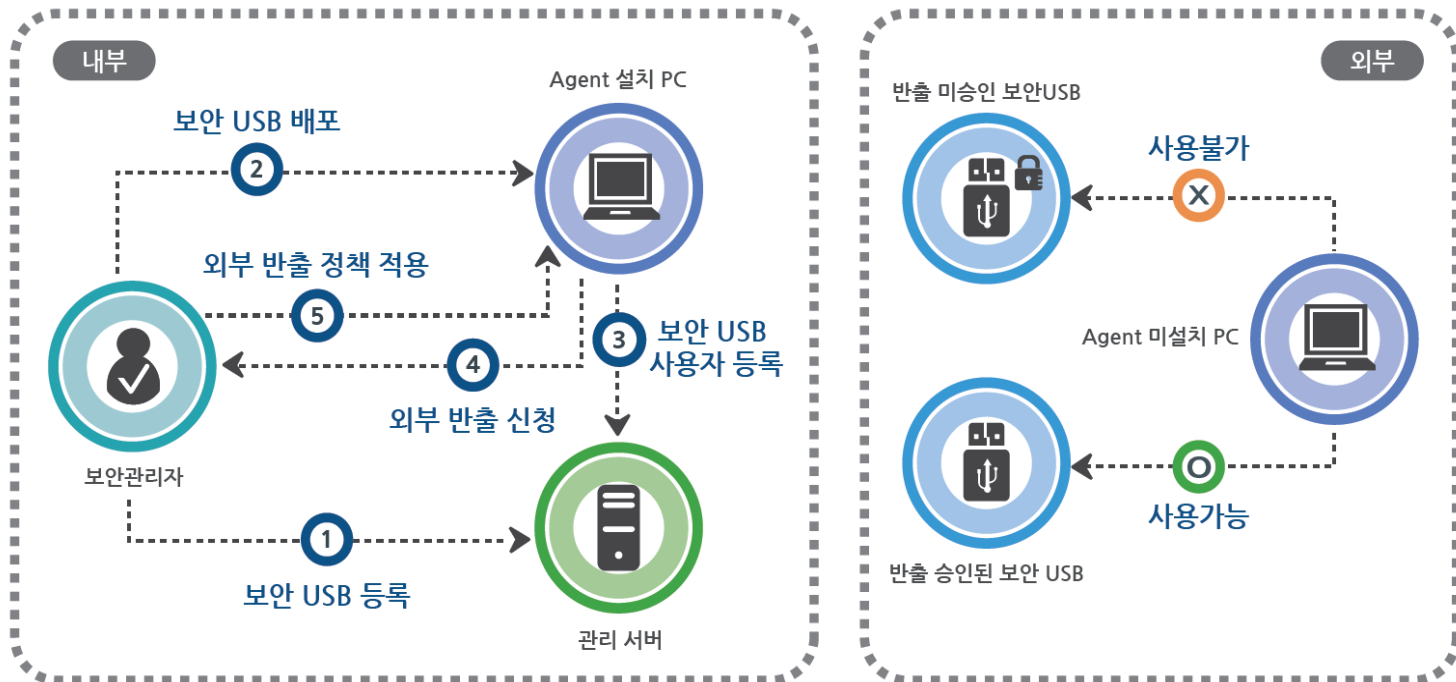 내부
Agent 설치 PC
보안 USB 배포
2
외부 반출 정책 적용
5
3
보안 USB
사용자 등록
4
외부 반출 신청
보안관리자
1
보안 USB 등록
관리 서버
외부
반출 미승인 보안USB
사용불가
X
Agent 미설치 PC
O
사용가능
반출 승인된 보안 USB